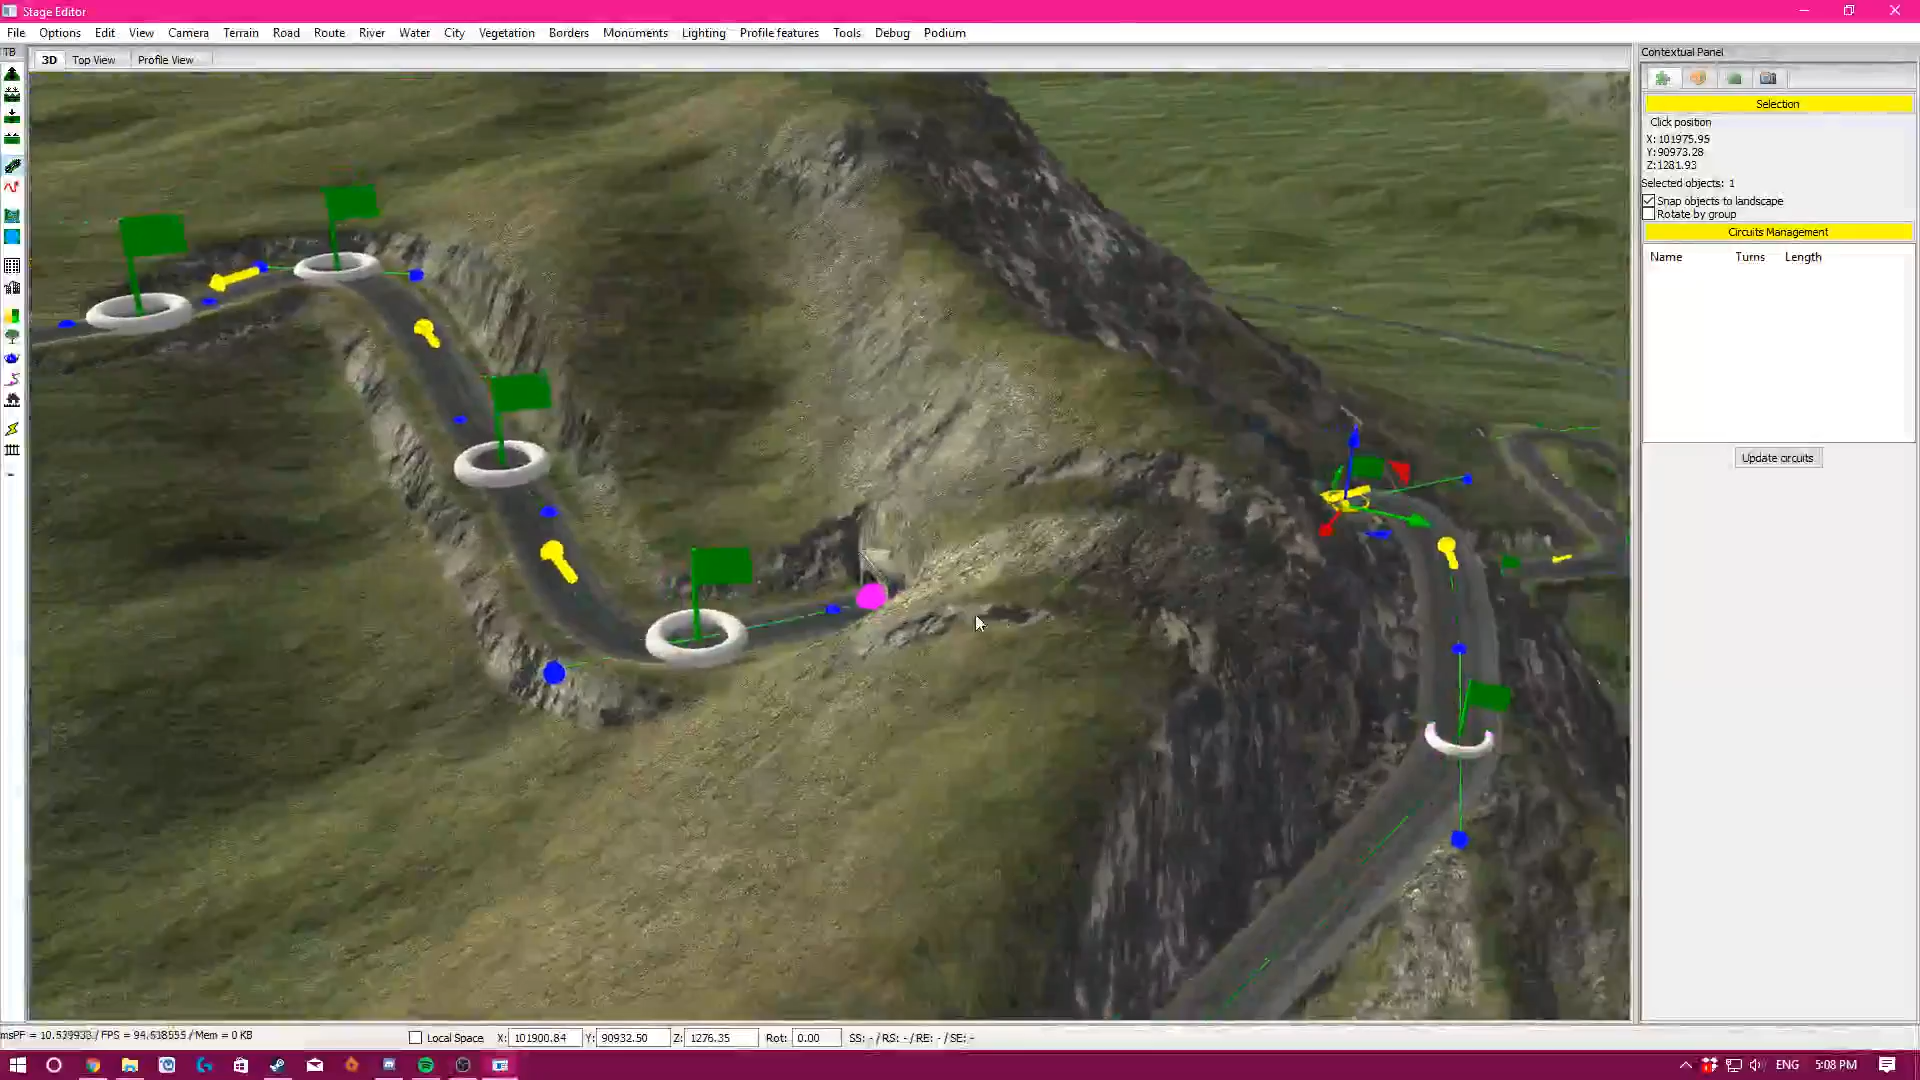 Stage Editor
File Options Edit View Camera Terrain Road Route River Water City Vegetation Borders Monuments Lighting Profile features Tools Debug Podium
TB
3D Top View Profile View
Contextual Panel
Selection
Click position
X: 101975.95
Y: 90973.28
Z: 1281.93
Selected objects: 1
Snap objects to landscape
Rotate by group
Circuits Management
Name Turns Length
Update circuits
msPF = 10.539933 / FPS = 94.618555 / Mem = 0 KB
Local Space X: 101900.84 Y: 90932.50 Z: 1276.35 Rot: 0.00 SS: - / RS: - / RE: - / SE: -
ENG 5:08 PM